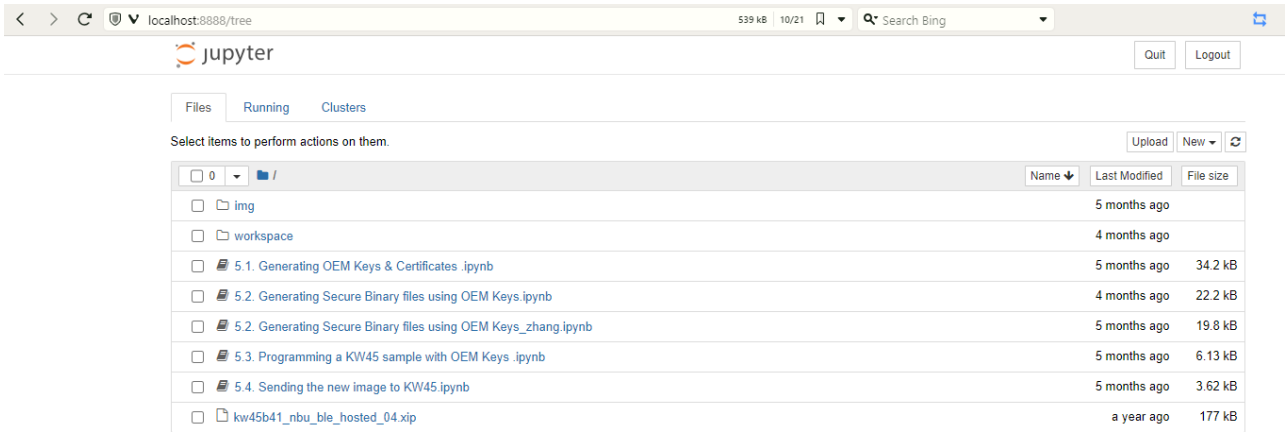 localhost:8888/tree 539 kB 10/21 Search Bing
jupyter Quit Logout
Files Running Clusters
Select items to perform actions on them. Upload New
0 / Name Last Modified File size
img 5 months ago
workspace 4 months ago
5.1. Generating OEM Keys & Certificates .ipynb 5 months ago 34.2 kB
5.2. Generating Secure Binary files using OEM Keys.ipynb 4 months ago 22.2 kB
5.2. Generating Secure Binary files using OEM Keys_zhang.ipynb 5 months ago 19.8 kB
5.3. Programming a KW45 sample with OEM Keys .ipynb 5 months ago 6.13 kB
5.4. Sending the new image to KW45.ipynb 5 months ago 3.62 kB
kw45b41_nbu_ble_hosted_04.xip a year ago 177 kB